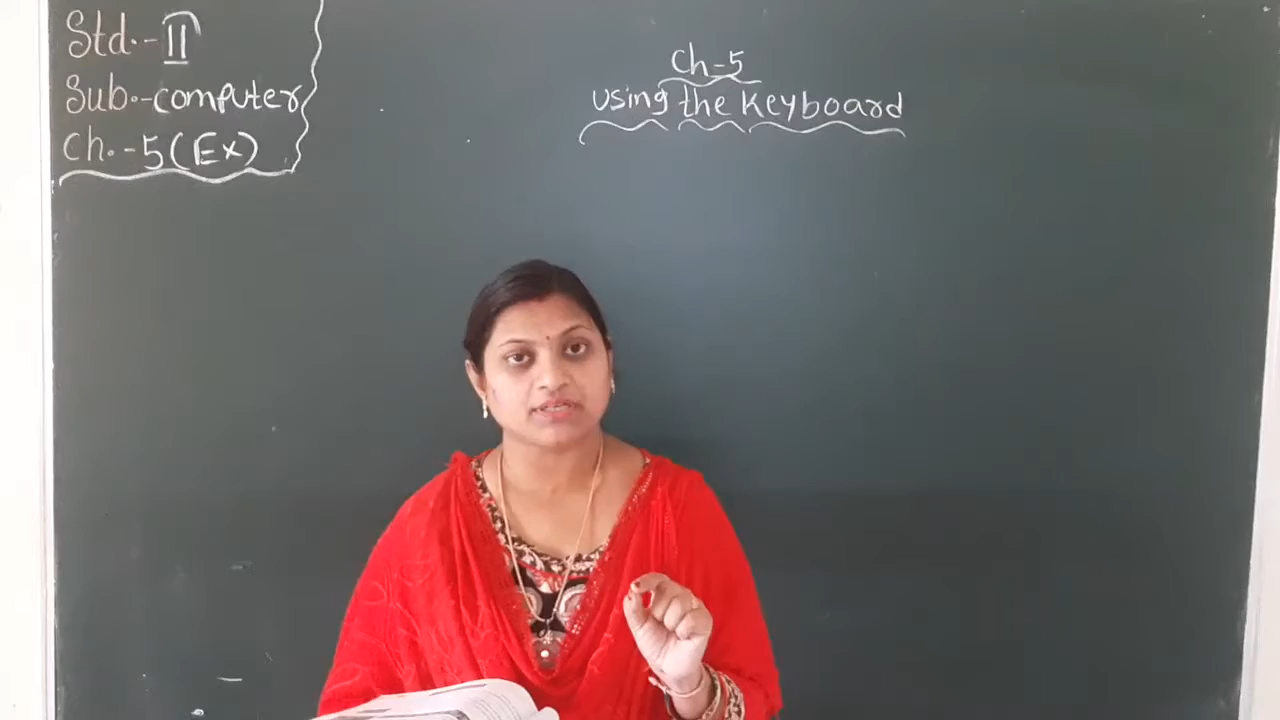 Std.-II
Sub.-computer
Ch.-5(Ex)
Ch-5
using the Keyboard